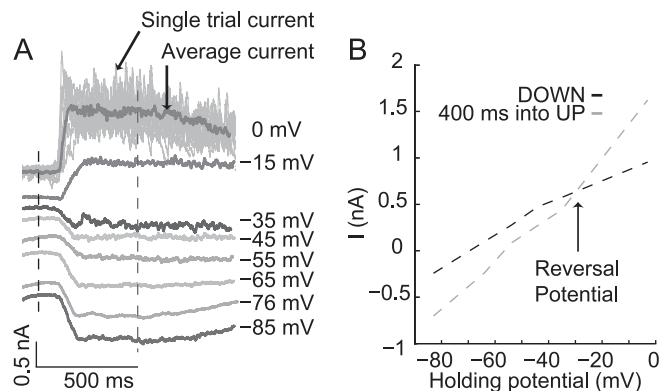 A
Single trial current
Average current
0 mV
−15 mV
−35 mV
−45 mV
−55 mV
−65 mV
−76 mV
−85 mV
0.5 nA
500 ms
B
2
1.5
1
0.5
0
−0.5
−1
I (nA)
DOWN
400 ms into UP
Reversal
Potential
−80 −60 −40 −20 0
Holding potential (mV)